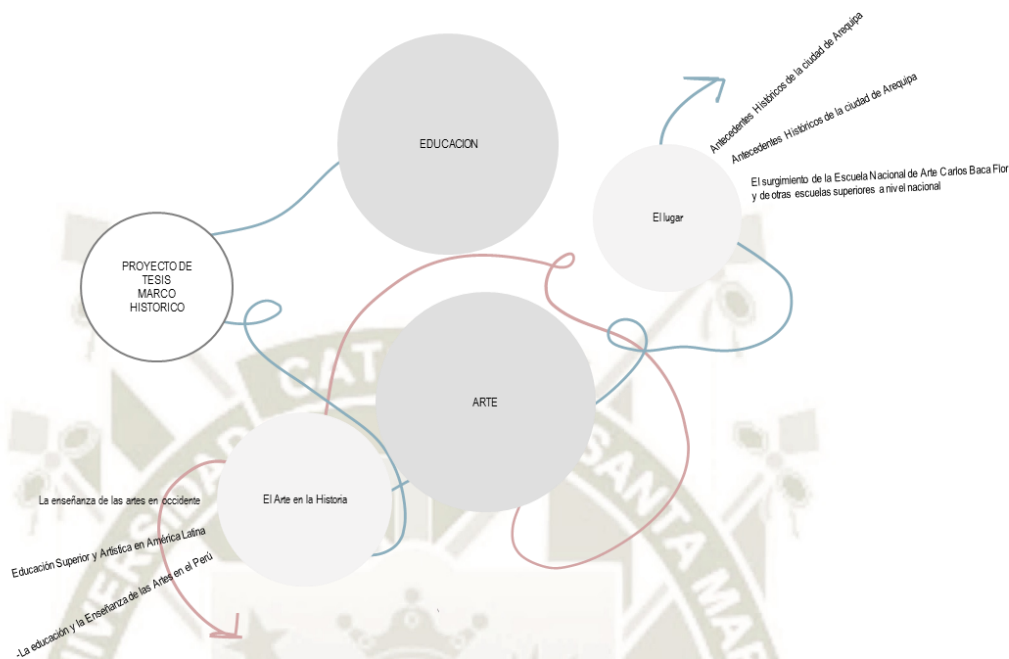 EDUCACION
Antecedentes Históricos de la ciudad de Arequipa
Antecedentes Históricos de la ciudad de Arequipa
El surgimiento de la Escuela Nacional de Arte Carlos Baca Flor
y de otras escuelas superiores a nivel nacional
El lugar
PROYECTO DE
TESIS
MARCO
HISTORICO
ARTE
El Arte en la Historia
La enseñanza de las artes en occidente
Educación Superior y Artística en América Latina
-La educación y la Enseñanza de las Artes en el Perú
SANTA MAR
CAT